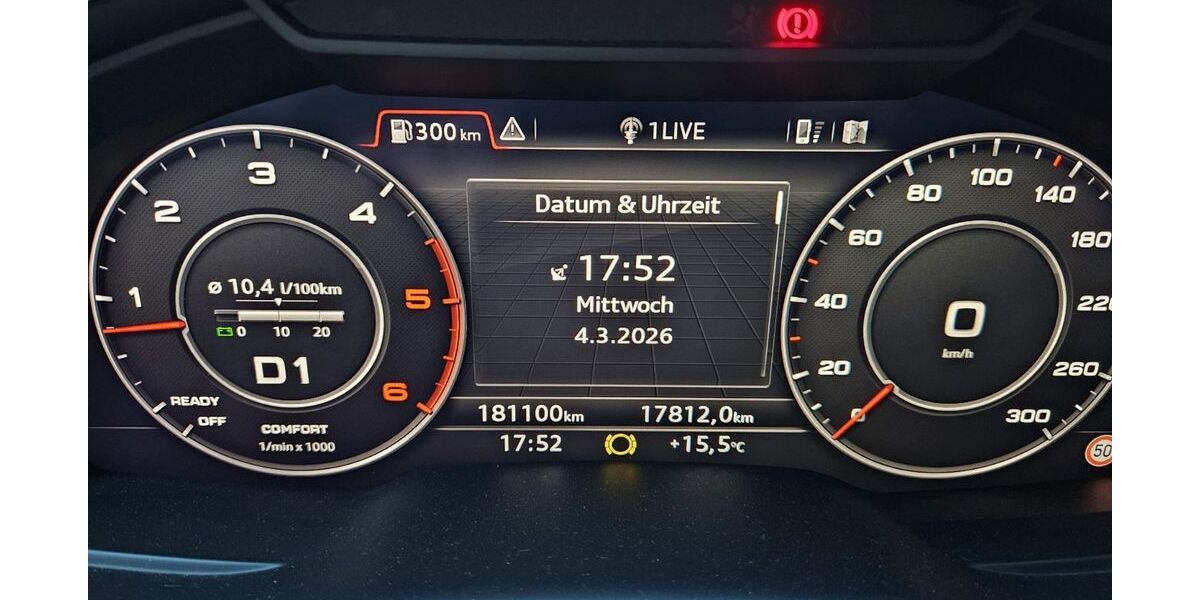 300 km
1LIVE
Datum & Uhrzeit
17:52
Mittwoch
4.3.2026
1
2
3
4
5
6
ø 10,4 l/100km
0 10 20
D1
READY
OFF
COMFORT
1/min x 1000
0
20
40
60
80
100
140
180
220
260
300
0
km/h
181100km
17812,0km
17:52
+15,5°C
50